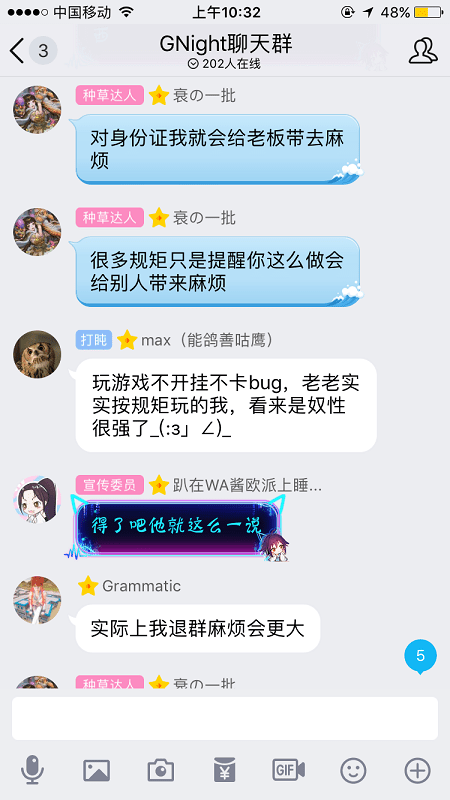 中国移动
上午10:32
48%
3
GNight聊天群
202人在线
种草达人 衰の一批
对身份证我就会给老板带去麻
烦
种草达人 衰の一批
很多规矩只是提醒你这么做会
给别人带来麻烦
打盹 max（能鸽善咕鹰）
玩游戏不开挂不卡bug，老老实
实按规矩玩的我，看来是奴性
很强了_(:з」∠)_
宣传委员 趴在WA酱欧派上睡...
得了吧他就这么一说
Grammatic
实际上我退群麻烦会更大
5
种草达人 衰の一批
¥
GIF